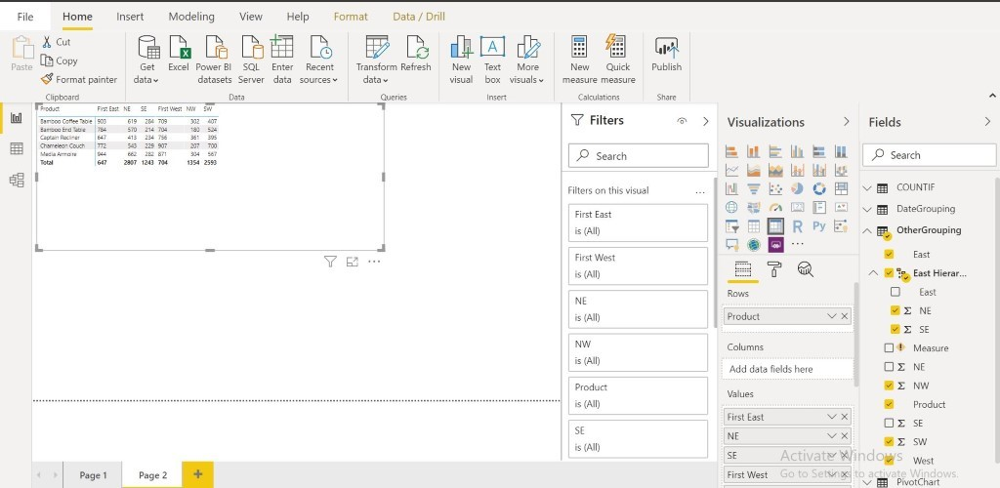 File Home Insert Modeling View Help Format Data / Drill
Paste Cut Copy Format painter
Get data Excel Power BI datasets SQL Server Enter data Recent sources Transform data Refresh New visual Text box More visuals New measure Quick measure Publish
Clipboard Data Queries Insert Calculations Share
Product First East NE SE First West NW SW
Bamboo Coffee Table 903 619 284 709 302 407
Bamboo End Table 784 570 214 704 180 524
Captain Recliner 647 413 234 756 361 395
Chameleon Couch 772 543 229 907 207 700
Media Armoire 944 662 282 871 304 567
Total 647 2807 1243 704 1354 2593
Filters
Search
Filters on this visual ...
First East
is (All)
First West
is (All)
NE
is (All)
NW
is (All)
Product
is (All)
SE
is (All)
Visualizations
R Py
Rows
Product
Columns
Add data fields here
Values
First East
NE
SE
First West
Fields
Search
COUNTIF
DateGrouping
OtherGrouping
East
East Hierar...
East
Σ NE
Σ SE
Measure
Σ NE
Σ NW
Product
Σ SE
Σ SW
West
PivotChart
Activate Windows
Go to Settings to activate Windows.
Page 1 Page 2 +